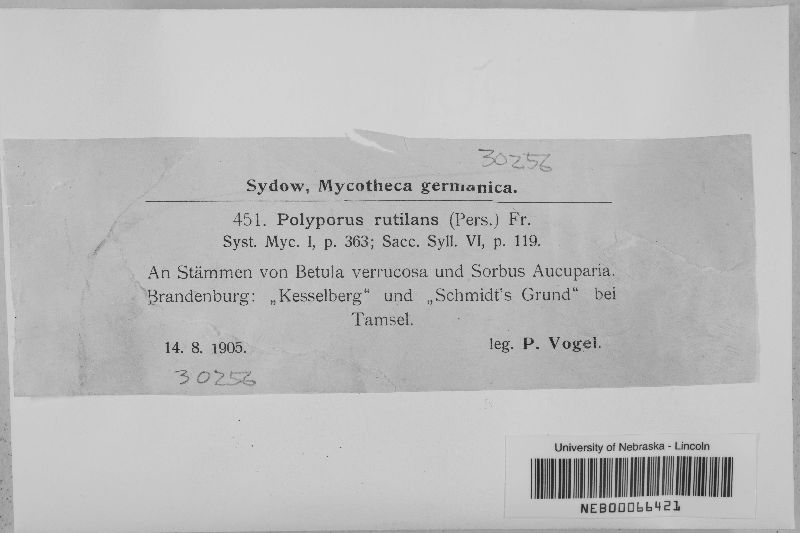 30256
Sydow, Mycotheca germanica.
451. Polyporus rutilans (Pers.) Fr.
Syst. Myc. I, p. 363; Sacc. Syll. VI, p. 119.
An Stämmen von Betula verrucosa und Sorbus Aucuparia.
Brandenburg: „Kesselberg“ und „Schmidt's Grund“ bei
Tamsel.
14. 8. 1905. leg. P. Vogel.
30256
University of Nebraska - Lincoln
NEB00066421